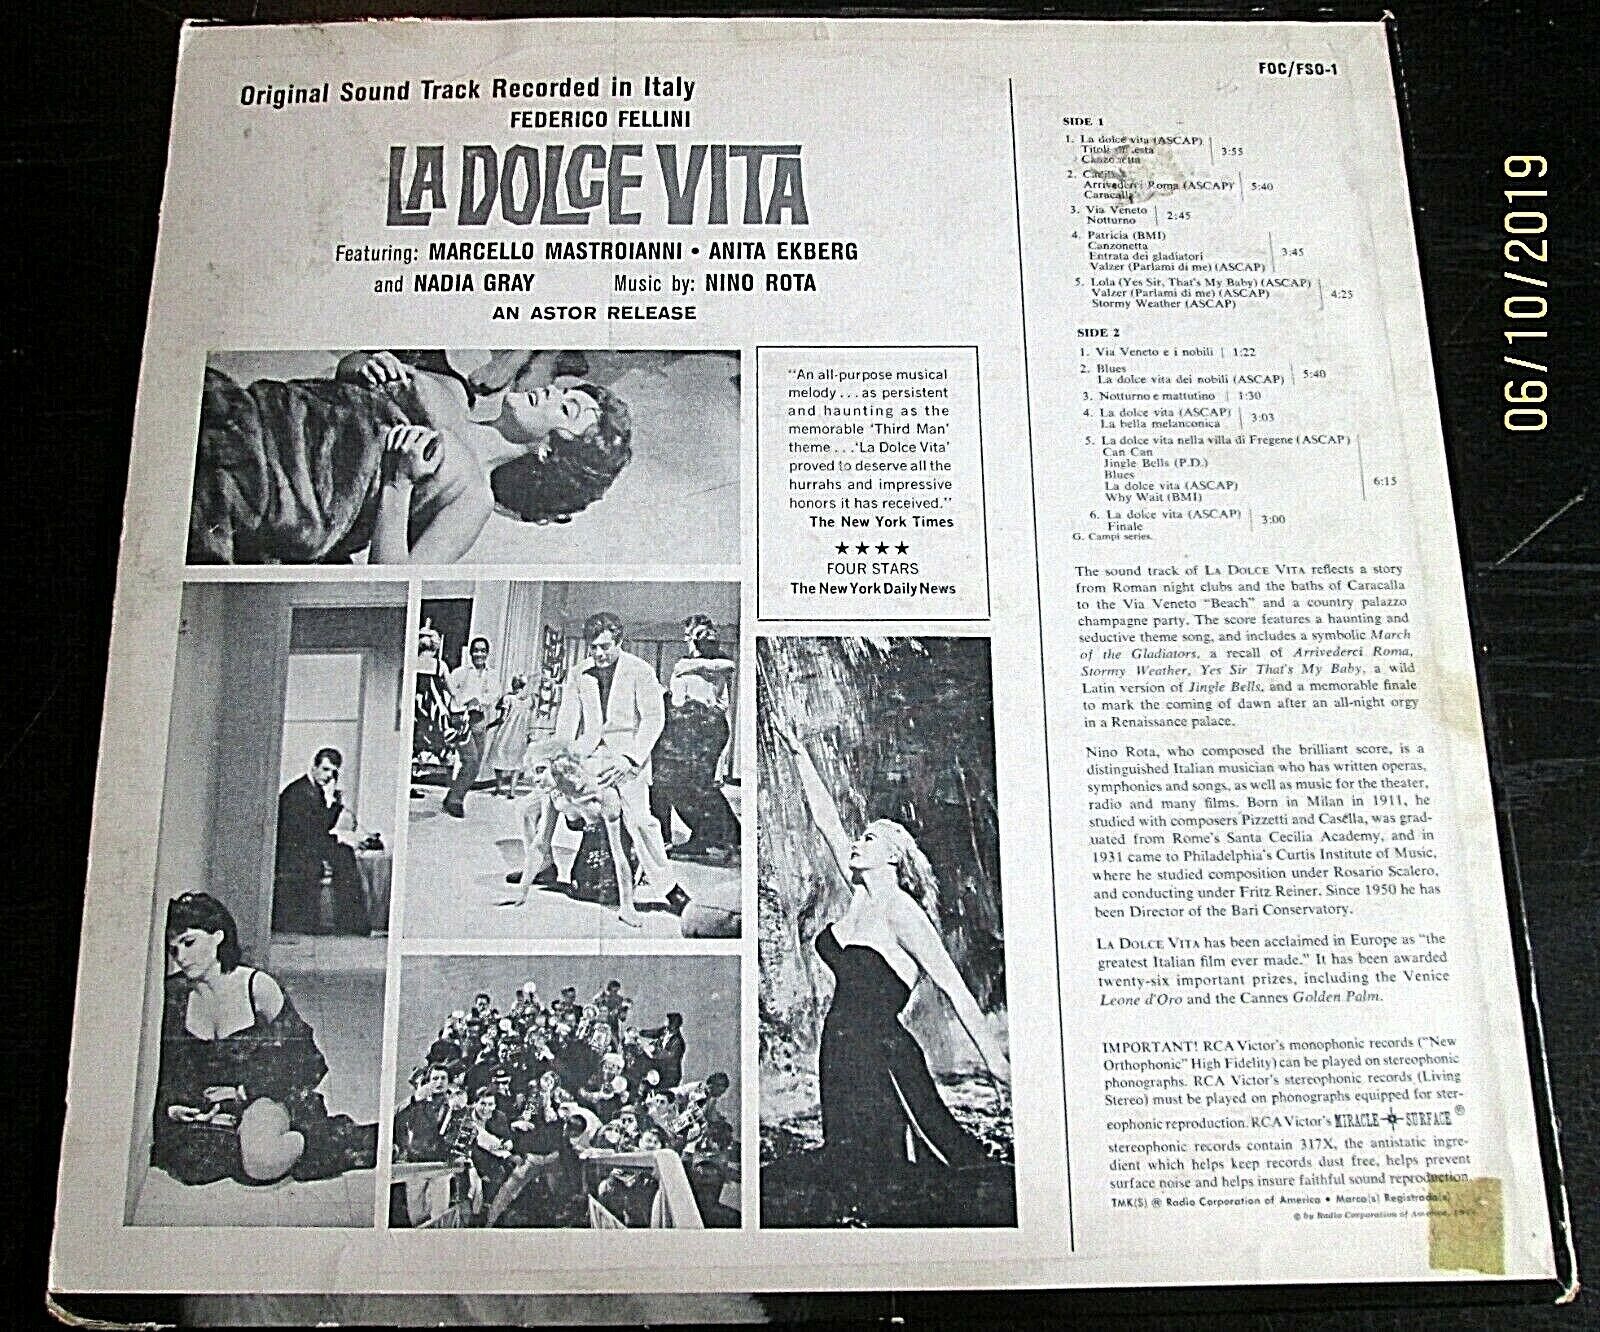 Original Sound Track Recorded in Italy
FEDERICO FELLINI
LA DOLCE VITA
Featuring: MARCELLO MASTROIANNI • ANITA EKBERG
and NADIA GRAY Music by: NINO ROTA
AN ASTOR RELEASE
"An all-purpose musical
melody . . . as persistent
and haunting as the
memorable 'Third Man'
theme . . . 'La Dolce Vita'
proved to deserve all the
hurrahs and impressive
honors it has received."
The New York Times
★★★★
FOUR STARS
The New York Daily News
FOC/FSO-1
SIDE 1
1. La dolce vita (ASCAP)
Titoli di testa
Canzonetta
3:55
2. 
Arrivederci Roma (ASCAP)
Caracalla
5:40
3. Via Veneto
Notturno
2:45
4. Patricia (BMI)
Canzonetta
Entrata dei gladiatori
Valzer (Parlami di me) (ASCAP)
3:45
5. Lola (Yes Sir, That's My Baby) (ASCAP)
Valzer (Parlami di me) (ASCAP)
Stormy Weather (ASCAP)
4:25
SIDE 2
1. Via Veneto e i nobili 1:22
2. Blues
La dolce vita dei nobili (ASCAP)
5:40
3. Notturno e mattutino 1:30
4. La dolce vita (ASCAP)
La bella melanconica
3:03
5. La dolce vita nella villa di Fregene (ASCAP)
Can Can
Jingle Bells (P.D.)
Blues
La dolce vita (ASCAP)
Why Wait (BMI)
6:15
6. La dolce vita (ASCAP)
Finale
3:00
G. Campi series.
The sound track of LA DOLCE VITA reflects a story
from Roman night clubs and the baths of Caracalla
to the Via Veneto "Beach" and a country palazzo
champagne party. The score features a haunting and
seductive theme song, and includes a symbolic March
of the Gladiators, a recall of Arrivederci Roma,
Stormy Weather, Yes Sir That's My Baby, a wild
Latin version of Jingle Bells, and a memorable finale
to mark the coming of dawn after an all-night orgy
in a Renaissance palace.
Nino Rota, who composed the brilliant score, is a
distinguished Italian musician who has written operas,
symphonies and songs, as well as music for the theater,
radio and many films. Born in Milan in 1911, he
studied with composers Pizzetti and Casella, was grad-
uated from Rome's Santa Cecilia Academy, and in
1931 came to Philadelphia's Curtis Institute of Music,
where he studied composition under Rosario Scalero,
and conducting under Fritz Reiner. Since 1950 he has
been Director of the Bari Conservatory.
LA DOLCE VITA has been acclaimed in Europe as "the
greatest Italian film ever made." It has been awarded
twenty-six important prizes, including the Venice
Leone d'Oro and the Cannes Golden Palm.
IMPORTANT! RCA Victor's monophonic records ("New
Orthophonic" High Fidelity) can be played on stereophonic
phonographs. RCA Victor's stereophonic records (Living
Stereo) must be played on phonographs equipped for ster-
eophonic reproduction. RCA Victor's MIRACLE SURFACE®
stereophonic records contain 317X, the antistatic ingre-
dient which helps keep records dust free, helps prevent
surface noise and helps insure faithful sound reproduction.
TMK(S) ® Radio Corporation of America • Marca(s) Registrada(s)
© by Radio Corporation of America,
06/10/2019